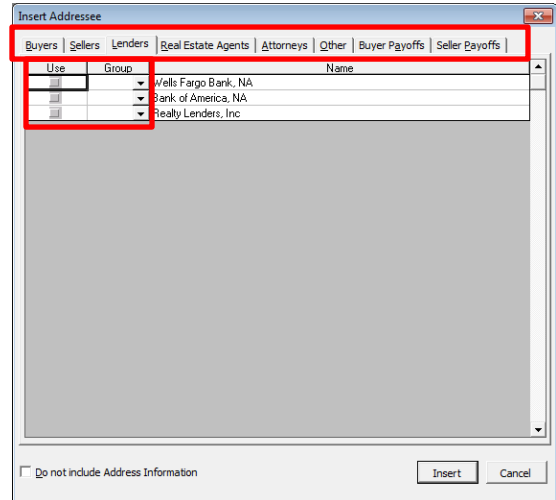 Insert Addressee
Buyers Sellers Lenders Real Estate Agents Attorneys Other Buyer Payoffs Seller Payoffs
Use Group Name
Wells Fargo Bank, NA
Bank of America, NA
Realty Lenders, Inc
Do not include Address Information Insert Cancel